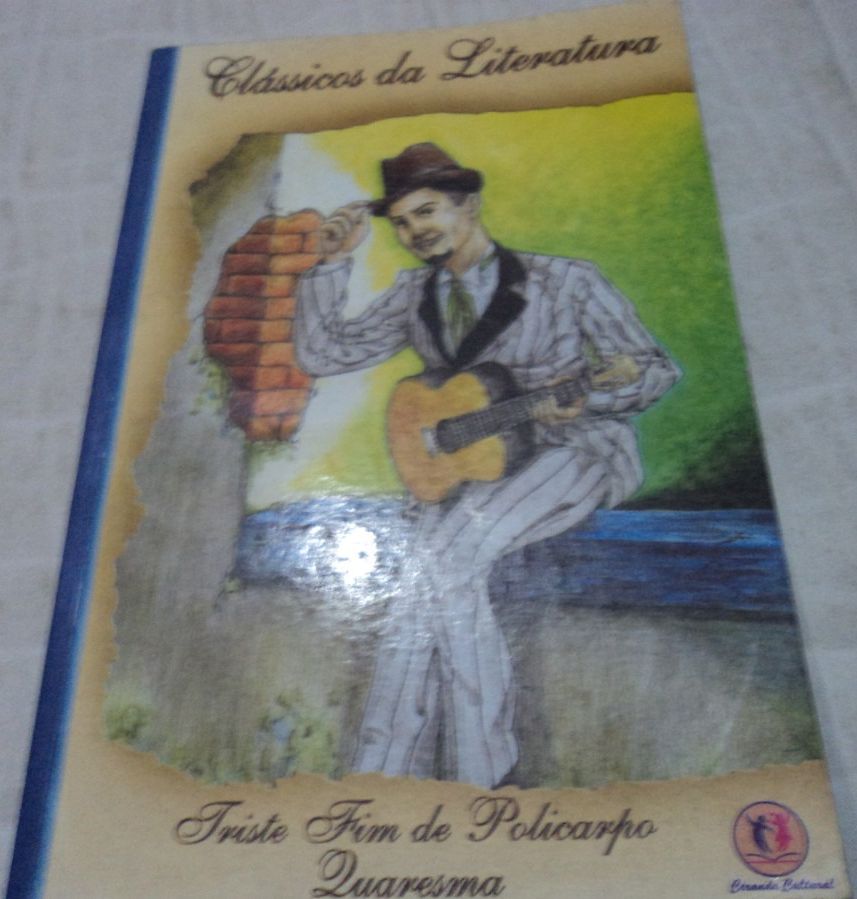 Clássicos da Literatura
Triste Fim de Policarpo
Quaresma
Ciranda Cultural